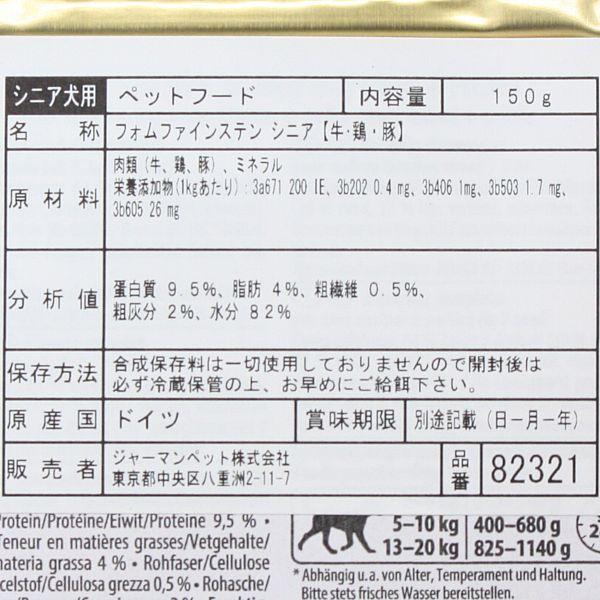 シニア犬用 ペットフード 内容量 150g
名称 フォムファインステン シニア【牛・鶏・豚】
原材料 肉類（牛、鶏、豚）、ミネラル
栄養添加物(1kgあたり)：3a671 200 IE、3b202 0.4 mg、3b406 1mg、3b503 1.7 mg、
3b605 26 mg
分析値 蛋白質 9.5%、脂肪 4%、粗繊維 0.5%、
粗灰分 2%、水分 82%
保存方法 合成保存料は一切使用しておりませんので開封後は
必ず冷蔵保管の上、お早めにご給餌下さい。
原産国 ドイツ 賞味期限 別途記載（日ー月ー年）
販売者 ジャーマンペット株式会社
東京都中央区八重洲2-11-7
品番 82321
Protein/Protéine/Eiwit/Proteine 9,5 % •
Teneur en matières grasses/Vetgehalte/
materia grassa 4 % • Rohfaser/Cellulose
celstof/Cellulosa grezza 0,5 % • Rohasche/
5–10 kg 400–680 g
13–20 kg 825–1140 g
* Abhängig u. a. von Alter, Temperament und Haltung.
Bitte stets frisches Wasser bereitstellen.